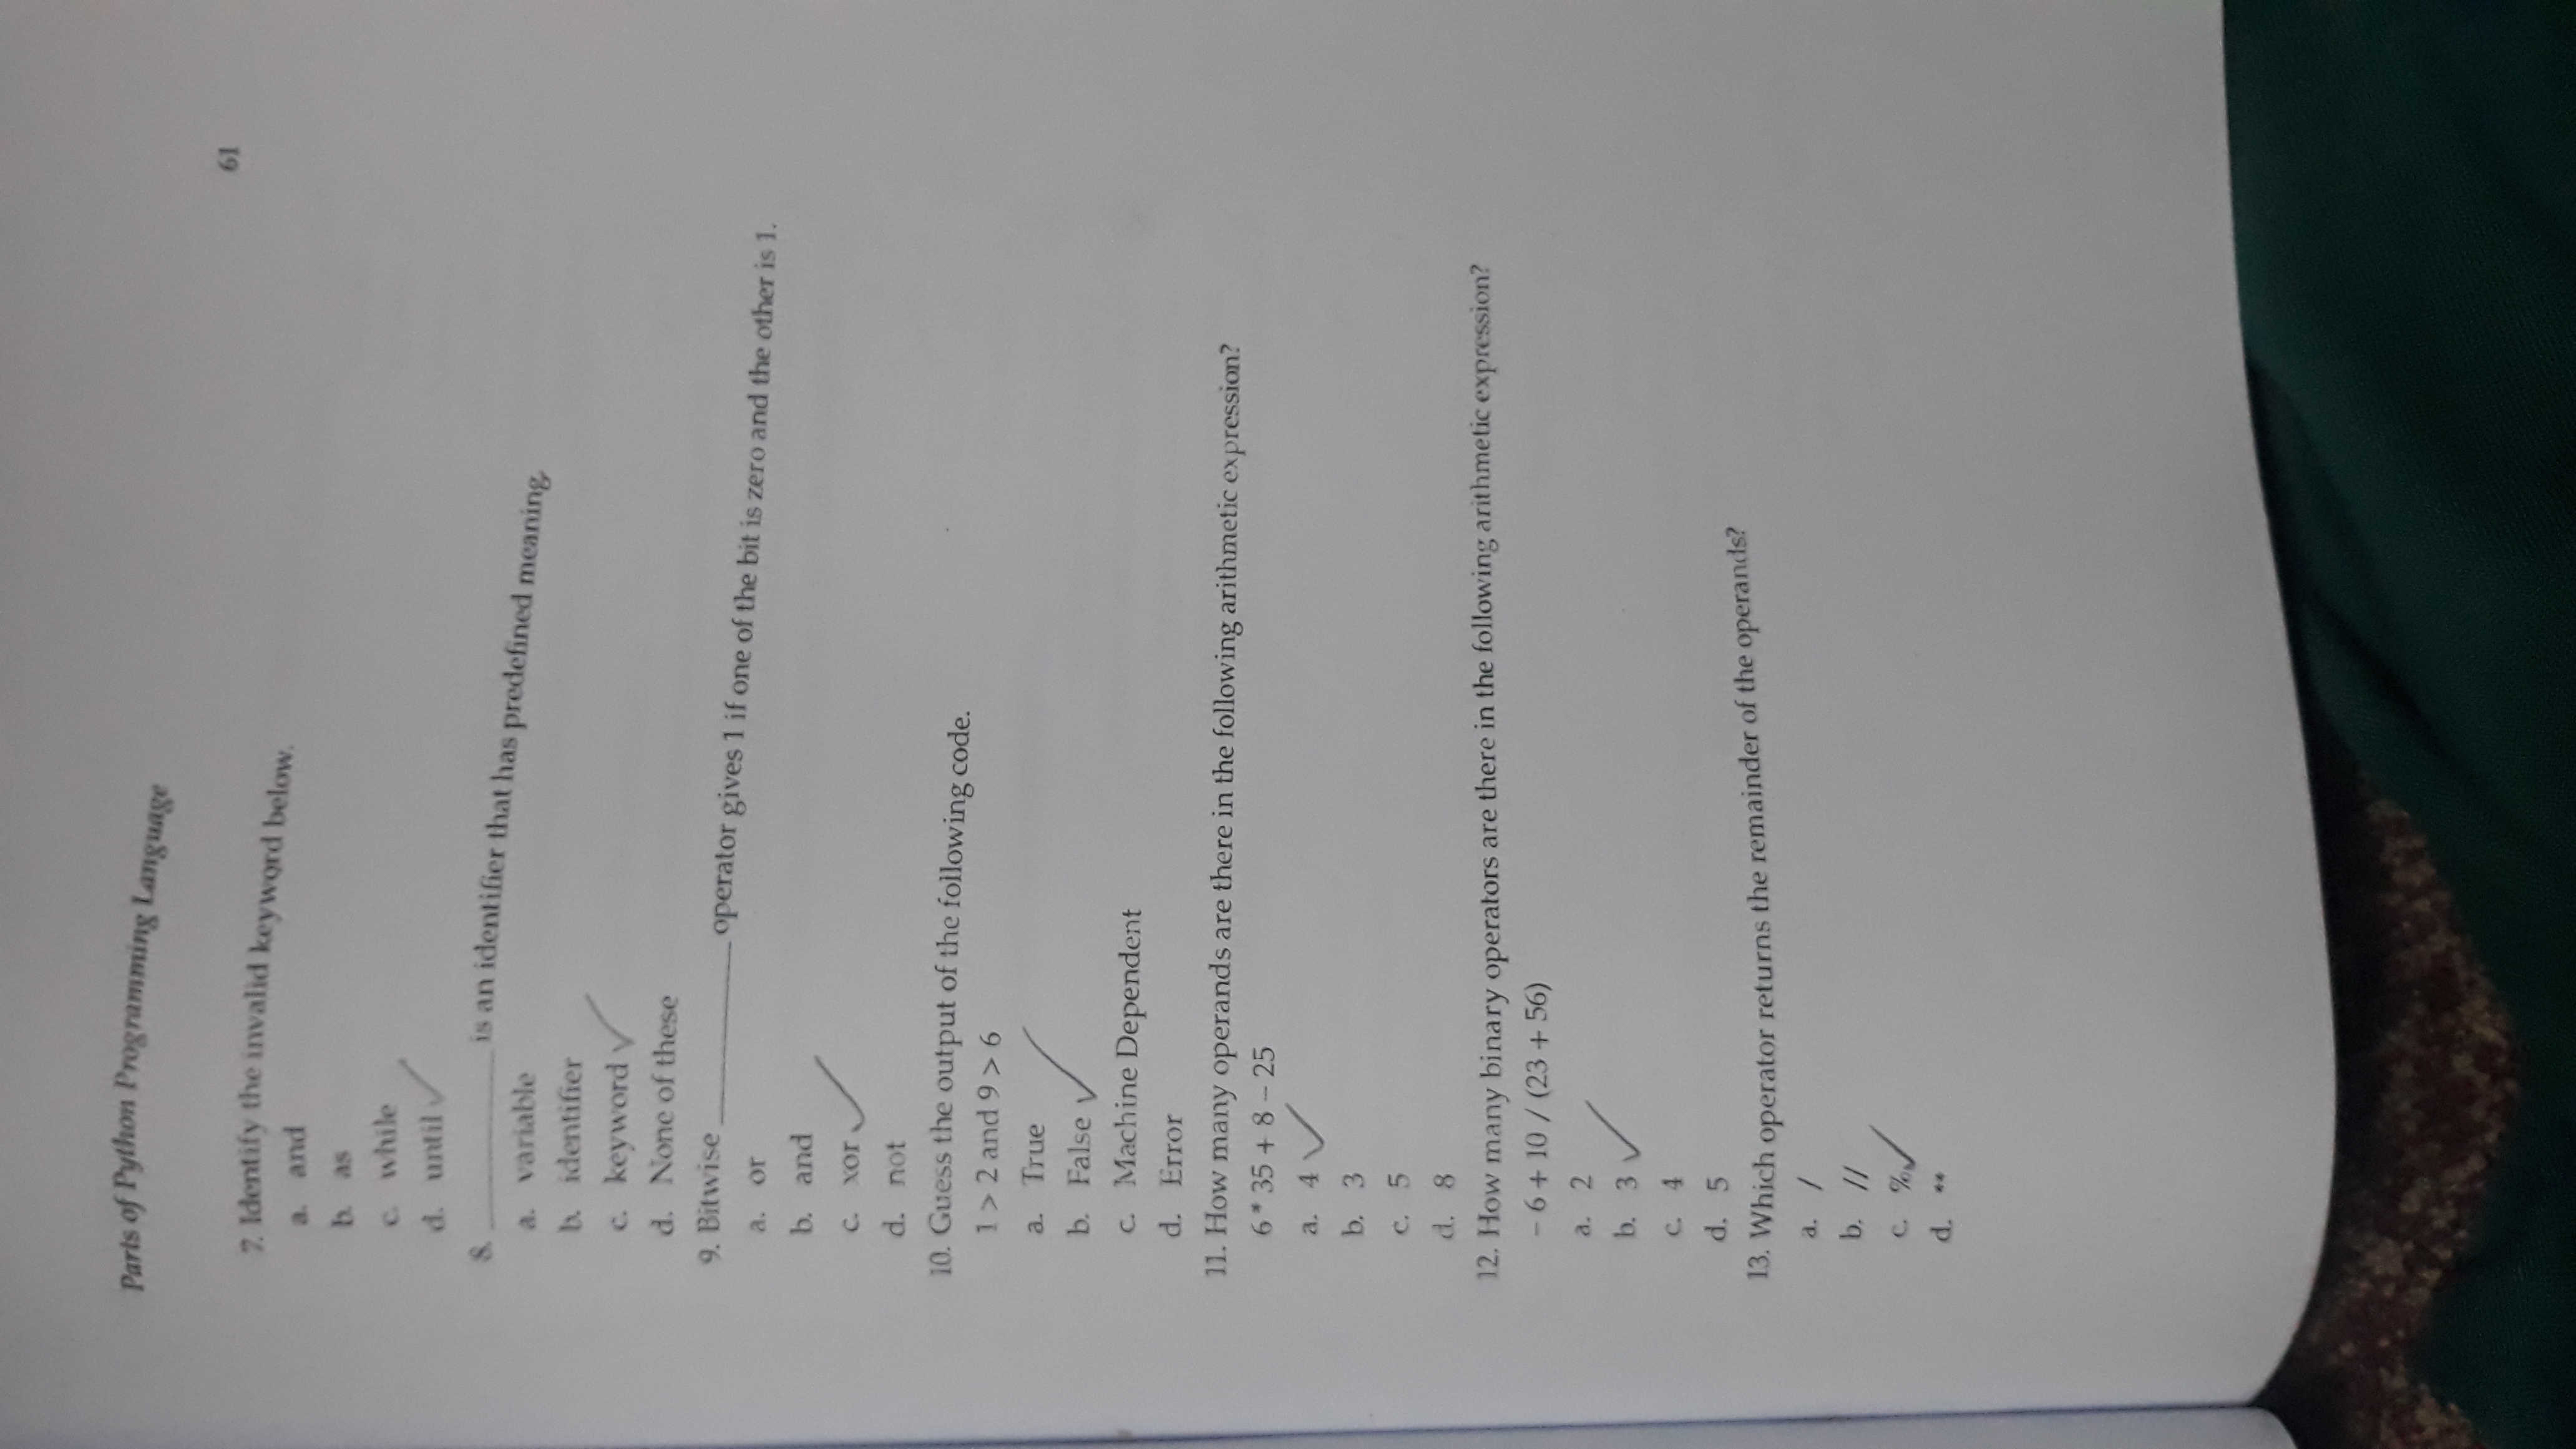 Parts of Python Programming Language
61
7. Identify the invalid keyword below.
a. and
b. as
c. while
d. until ✓
8. __________ is an identifier that has predefined meaning.
a. variable
b. identifier
c. keyword ✓
d. None of these
9. Bitwise __________ operator gives 1 if one of the bit is zero and the other is 1.
a. or
b. and
c. xor ✓
d. not
10. Guess the output of the following code.
1 > 2 and 9 > 6
a. True
b. False ✓
c. Machine Dependent
d. Error
11. How many operands are there in the following arithmetic expression?
6 * 35 + 8 – 25
a. 4 ✓
b. 3
c. 5
d. 8
12. How many binary operators are there in the following arithmetic expression?
– 6 + 10 / (23 + 56)
a. 2
b. 3 ✓
c. 4
d. 5
13. Which operator returns the remainder of the operands?
a. /
b. //
c. % ✓
d. **